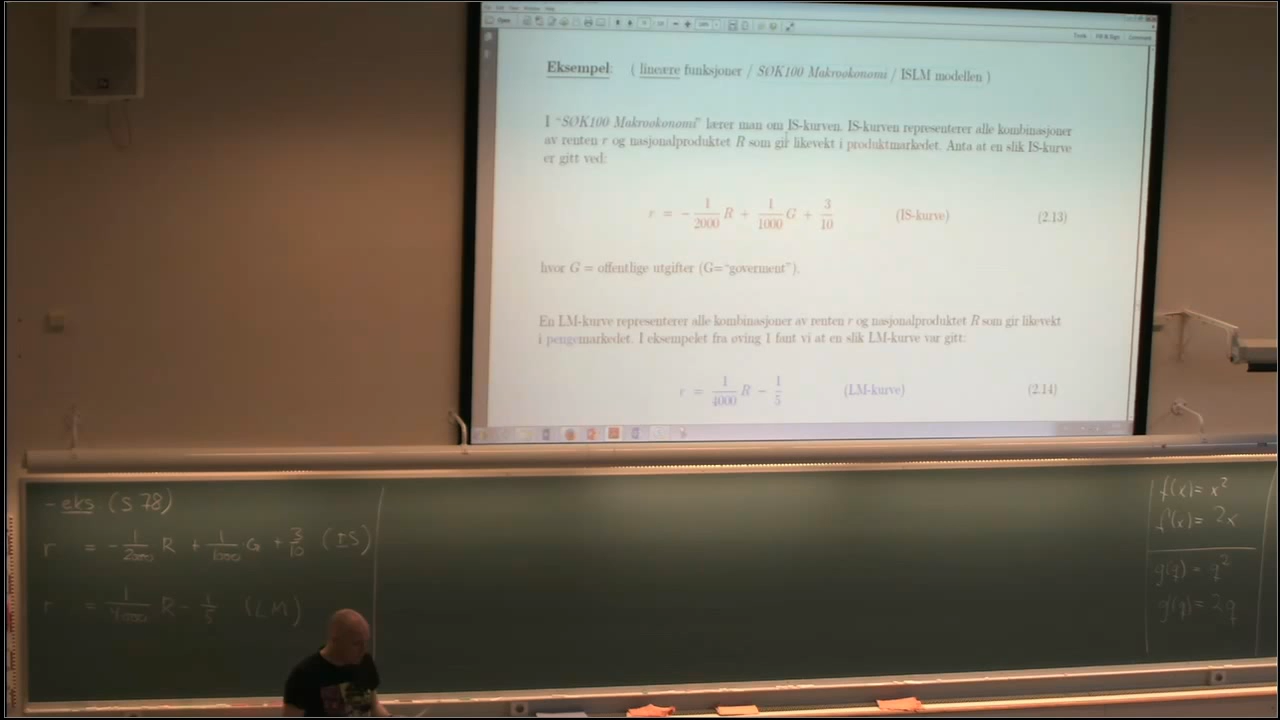 Eksempel: ( lineære funksjoner / SØK100 Makroøkonomi / ISLM modellen )
I “SØK100 Makroøkonomi” lærer man om IS-kurven. IS-kurven representerer alle kombinasjoner
av renten r og nasjonalproduktet R som gir likevekt i produktmarkedet. Anta at en slik IS-kurve
er gitt ved:
r = − 1/2000 R + 1/1000 G + 3/10 (IS-kurve) (2.13)
hvor G = offentlige utgifter (G=“goverment”).
En LM-kurve representerer alle kombinasjoner av renten r og nasjonalproduktet R som gir likevekt
i pengemarkedet. I eksempelet fra øving 1 fant vi at en slik LM-kurve var gitt:
r = 1/4000 R − 1/5 (LM-kurve) (2.14)
- eks (S 78)
r = - 1/2000 R + 1/1000 G + 3/10 (IS)
r = 1/4000 R - 1/5 (LM)
f(x) = x²
f'(x) = 2x
g(q) = q²
g'(q) = 2q